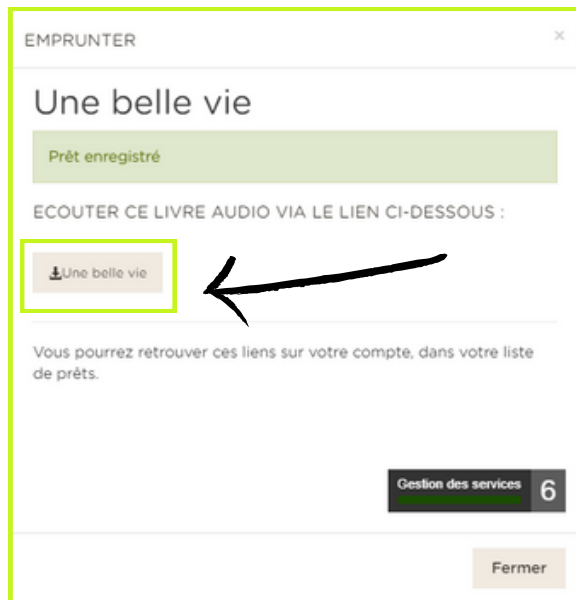 EMPRUNTER ×
Une belle vie
Prêt enregistré
ECOUTER CE LIVRE AUDIO VIA LE LIEN CI-DESSOUS :
Une belle vie
Vous pourrez retrouver ces liens sur votre compte, dans votre liste
de prêts.
Gestion des services 6
Fermer